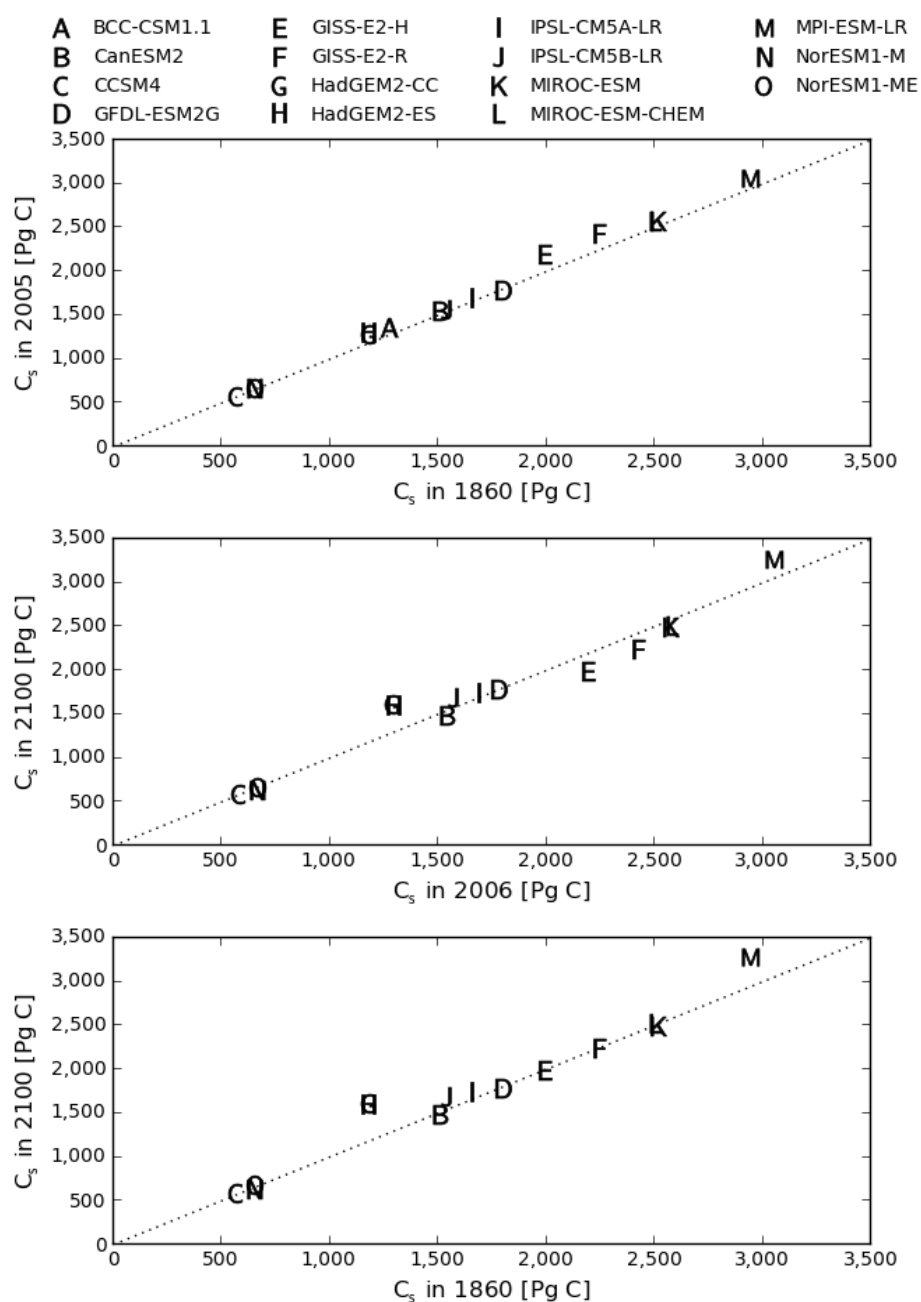 A BCC-CSM1.1 E GISS-E2-H I IPSL-CM5A-LR M MPI-ESM-LR
B CanESM2 F GISS-E2-R J IPSL-CM5B-LR N NorESM1-M
C CCSM4 G HadGEM2-CC K MIROC-ESM O NorESM1-ME
D GFDL-ESM2G H HadGEM2-ES L MIROC-ESM-CHEM
3,500
3,000 M
2,500 F L K
E
2,000
I D
1,500 B J
H G A
1,000
500 C N O
0
0 500 1,000 1,500 2,000 2,500 3,000 3,500
Cs in 2005 [Pg C]
Cs in 1860 [Pg C]
3,500
3,000 M
2,500 L K
F
2,000 E
J I D
1,500 G H B
1,000
500 C N O
0
0 500 1,000 1,500 2,000 2,500 3,000 3,500
Cs in 2100 [Pg C]
Cs in 2006 [Pg C]
3,500
3,000 M
2,500 L K
F
2,000 E
J I D
1,500 G H B
1,000
500 C N O
0
0 500 1,000 1,500 2,000 2,500 3,000 3,500
Cs in 2100 [Pg C]
Cs in 1860 [Pg C]